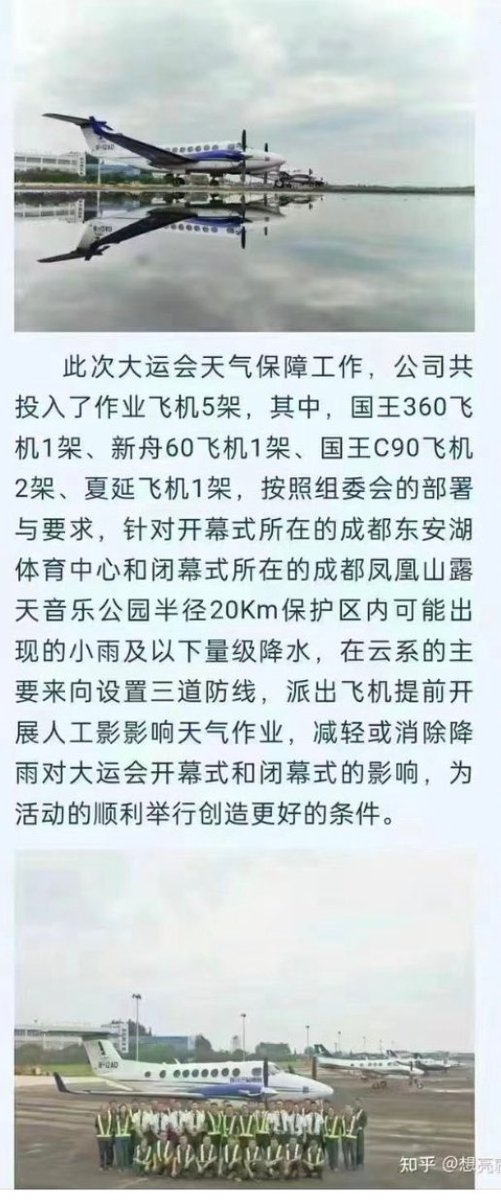 此次大运会天气保障工作，公司共
投入了作业飞机5架，其中，国王360飞
机1架、新舟60飞机1架、国王C90飞机
2架、夏延飞机1架，按照组委会的部署
与要求，针对开幕式所在的成都东安湖
体育中心和闭幕式所在的成都凤凰山露
天音乐公园半径20Km保护区内可能出
现的小雨及以下量级降水，在云系的主
要来向设置三道防线，派出飞机提前开
展人工影影响天气作业，减轻或消除降
雨对大运会开幕式和闭幕式的影响，为
活动的顺利举行创造更好的条件。
知乎 @想亮